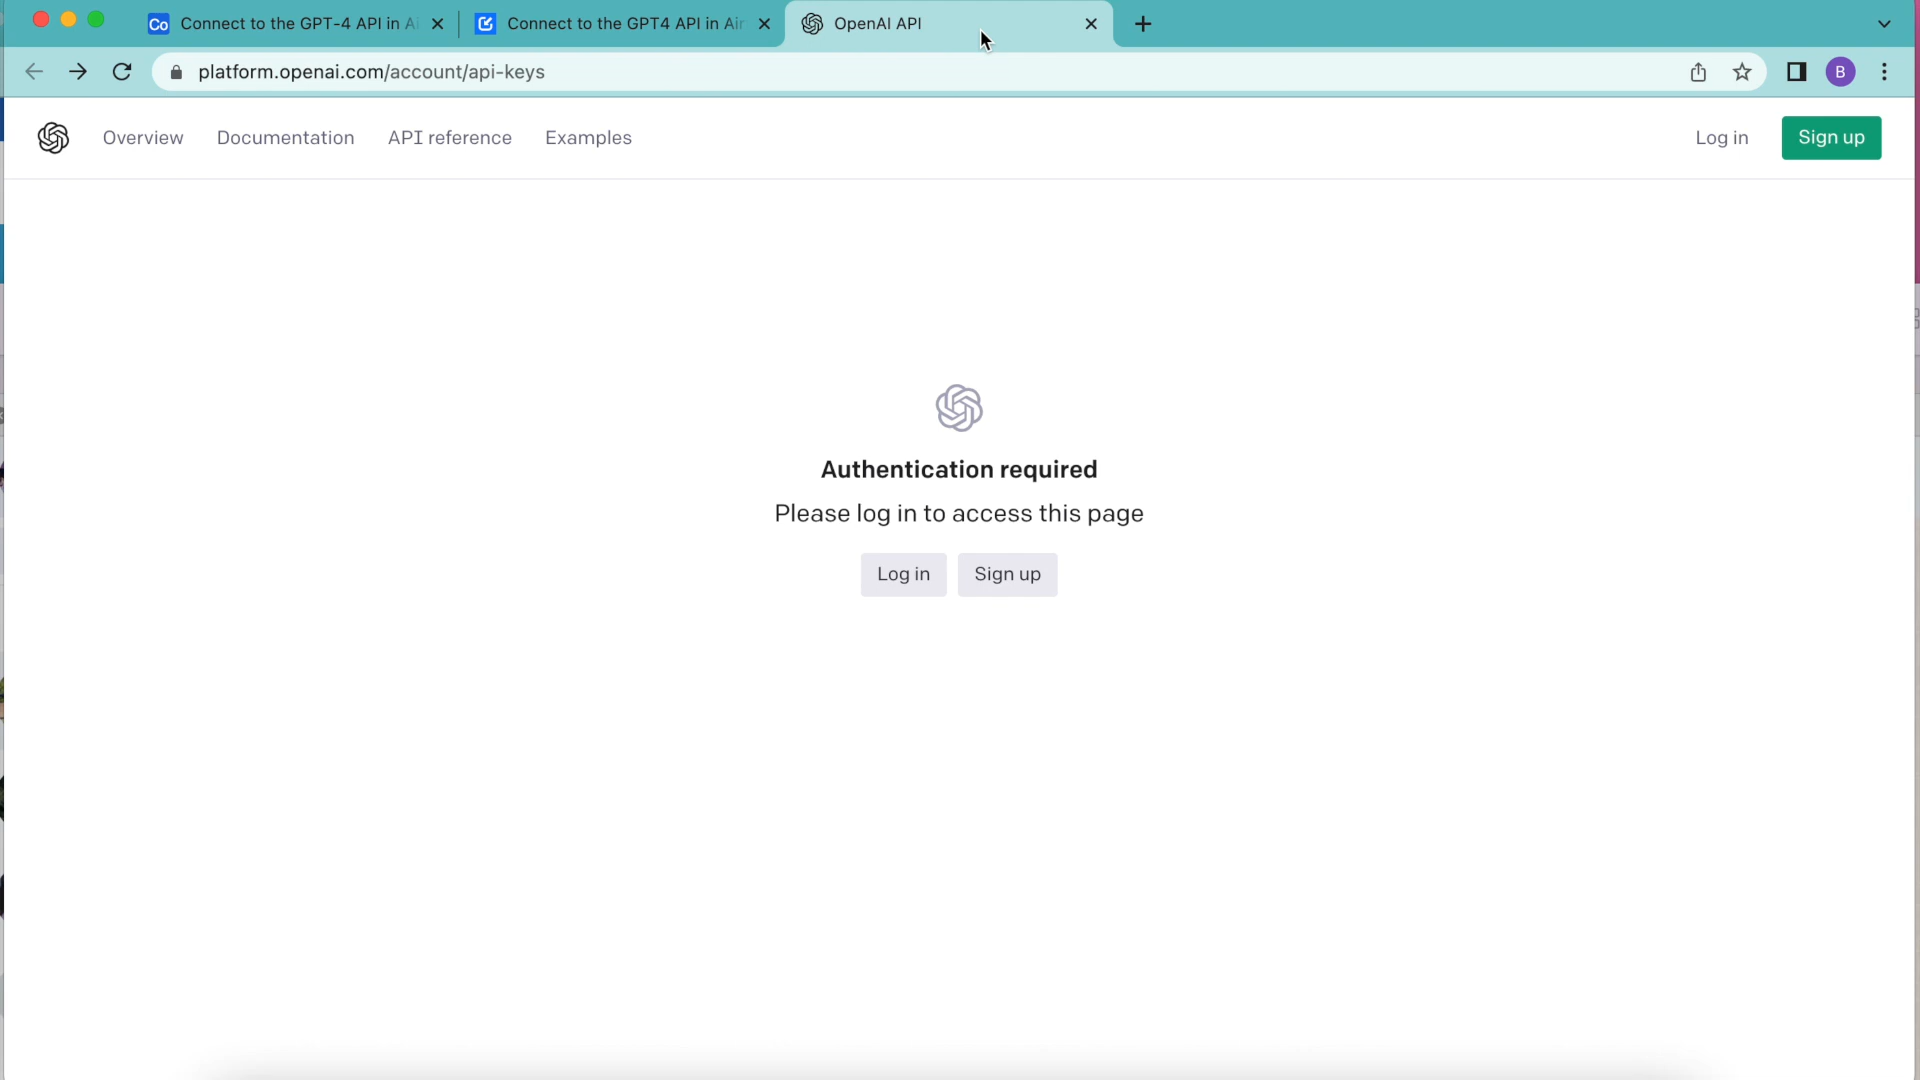 Co Connect to the GPT-4 API in Ai
Connect to the GPT4 API in Air
OpenAI API
platform.openai.com/account/api-keys
B
Overview Documentation API reference Examples
Log in Sign up
Authentication required
Please log in to access this page
Log in Sign up